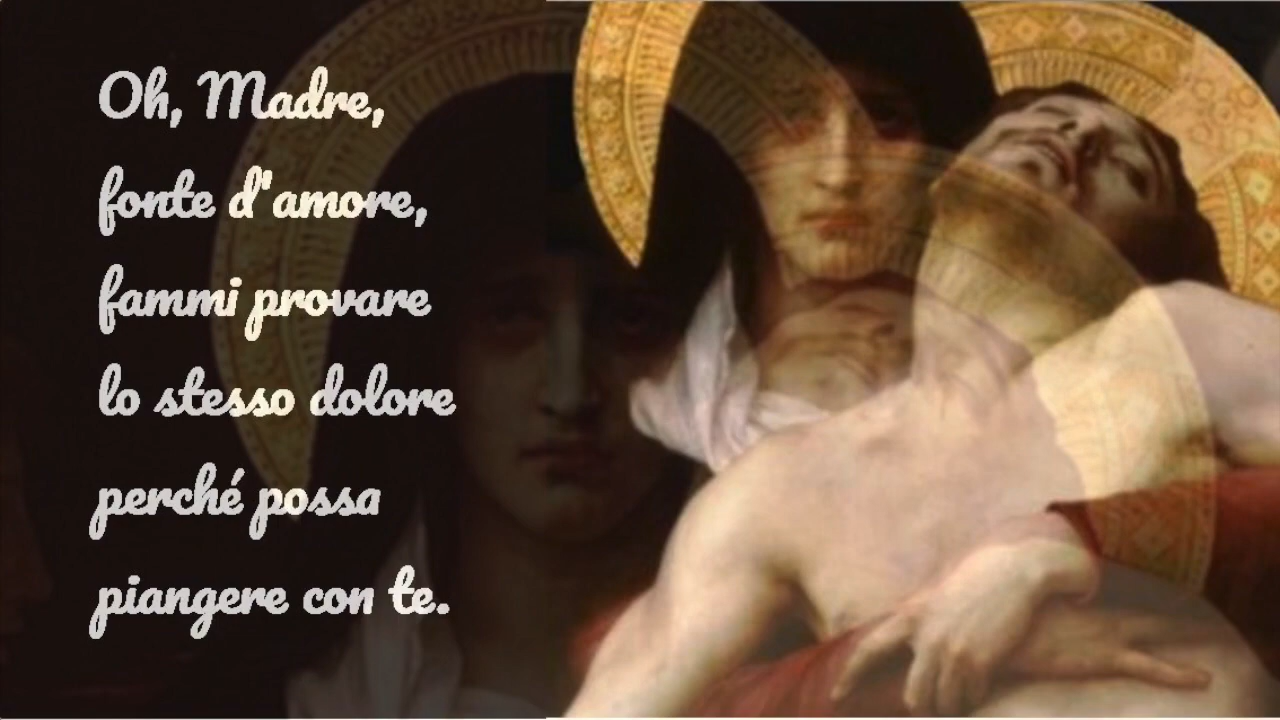 Oh, Madre,
fonte d'amore,
fammi provare
lo stesso dolore
perché possa
piangere con te.